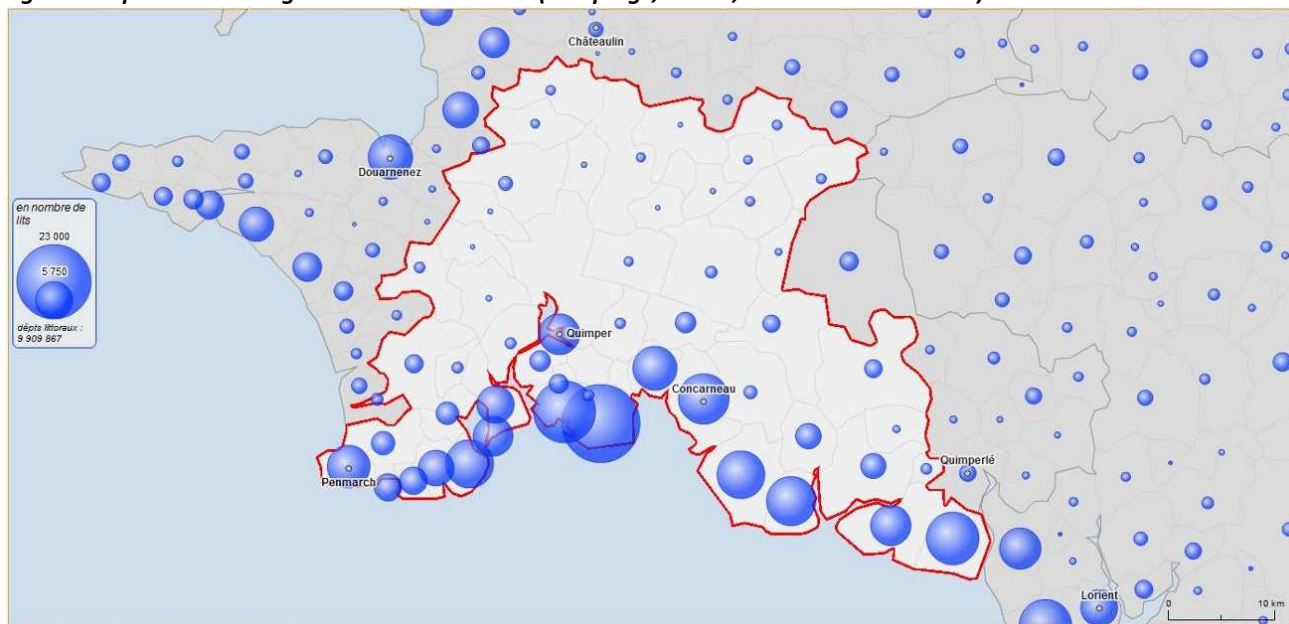 Châteaulin
Douarnenez
en nombre de
lits
23 000
5 750
dépts littoraux :
9 909 867
Quimper
Concarneau
Penmarch
Quimperlé
Lorient
0 10 km